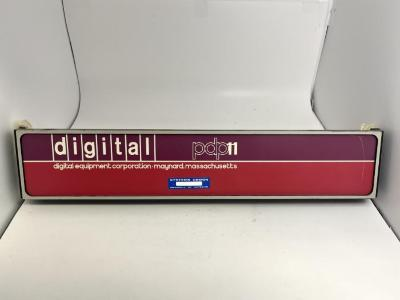 digital pdp11
digital equipment corporation · maynard, massachusetts